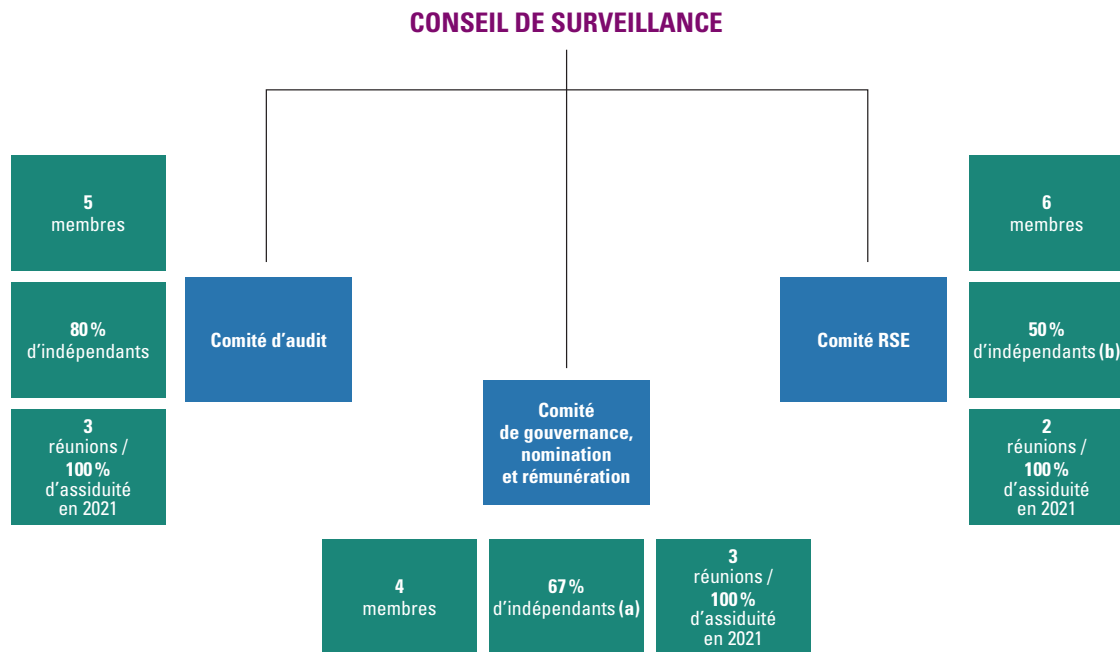 CONSEIL DE SURVEILLANCE
5
membres
80 %
d'indépendants
3
réunions /
100 %
d'assiduité
en 2021
Comité d'audit
Comité
de gouvernance,
nomination
et rémunération
4
membres
67 %
d'indépendants (a)
3
réunions /
100 %
d'assiduité
en 2021
Comité RSE
6
membres
50 %
d'indépendants (b)
2
réunions /
100 %
d'assiduité
en 2021